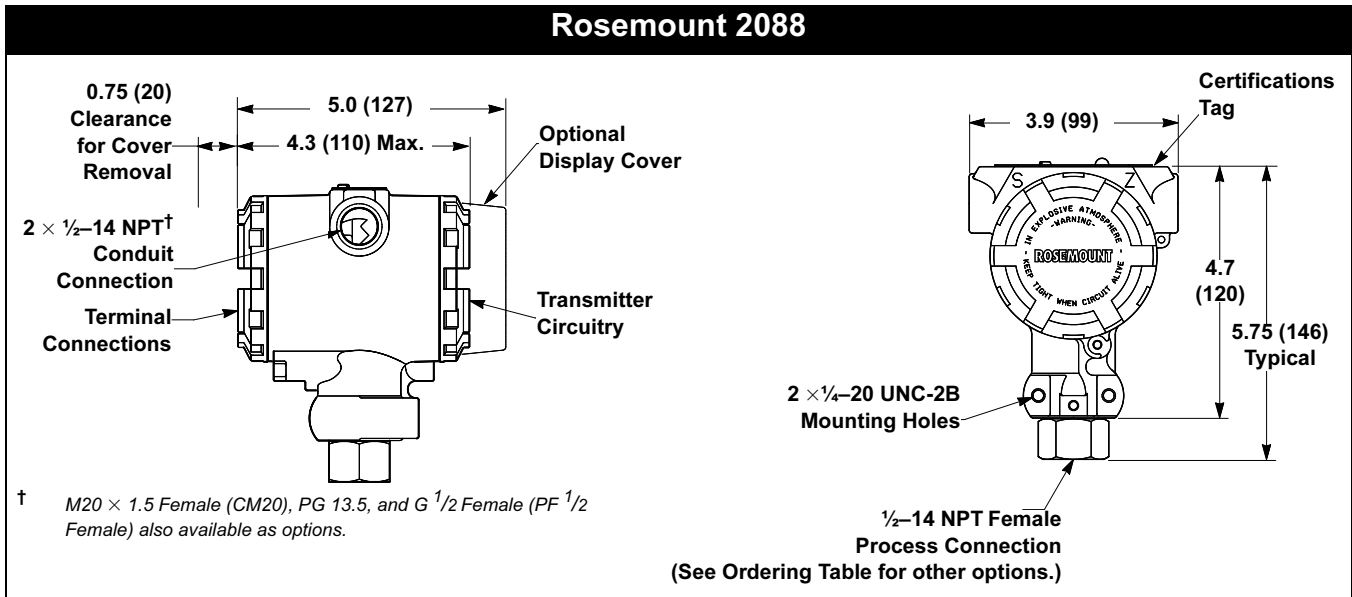 Rosemount 2088
0.75 (20)
Clearance
for Cover
Removal
5.0 (127)
4.3 (110) Max.
Optional
Display Cover
2 × ½–14 NPT†
Conduit
Connection
Terminal
Connections
Transmitter
Circuitry
Certifications
Tag
3.9 (99)
S Z
IN EXPLOSIVE ATMOSPHERE
-WARNING-
ROSEMOUNT
- KEEP TIGHT WHEN CIRCUIT ALIVE -
4.7
(120)
5.75 (146)
Typical
2 ×¼–20 UNC-2B
Mounting Holes
½–14 NPT Female
Process Connection
(See Ordering Table for other options.)
† M20 × 1.5 Female (CM20), PG 13.5, and G 1/2 Female (PF 1/2
Female) also available as options.